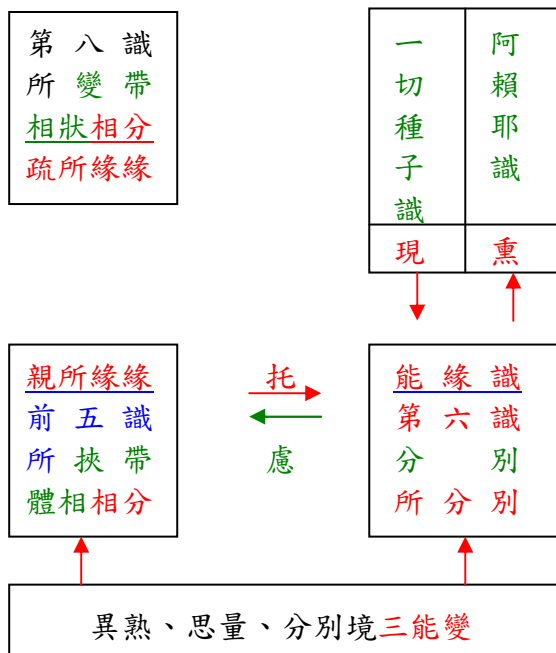 第八識
所變帶
相狀相分
疏所緣緣
阿賴耶識
一切種子識
現
熏
親所緣緣
前五識
所挾帶
體相相分
托
慮
能緣識
第六識
分別
所分別
異熟、思量、分別境三能變